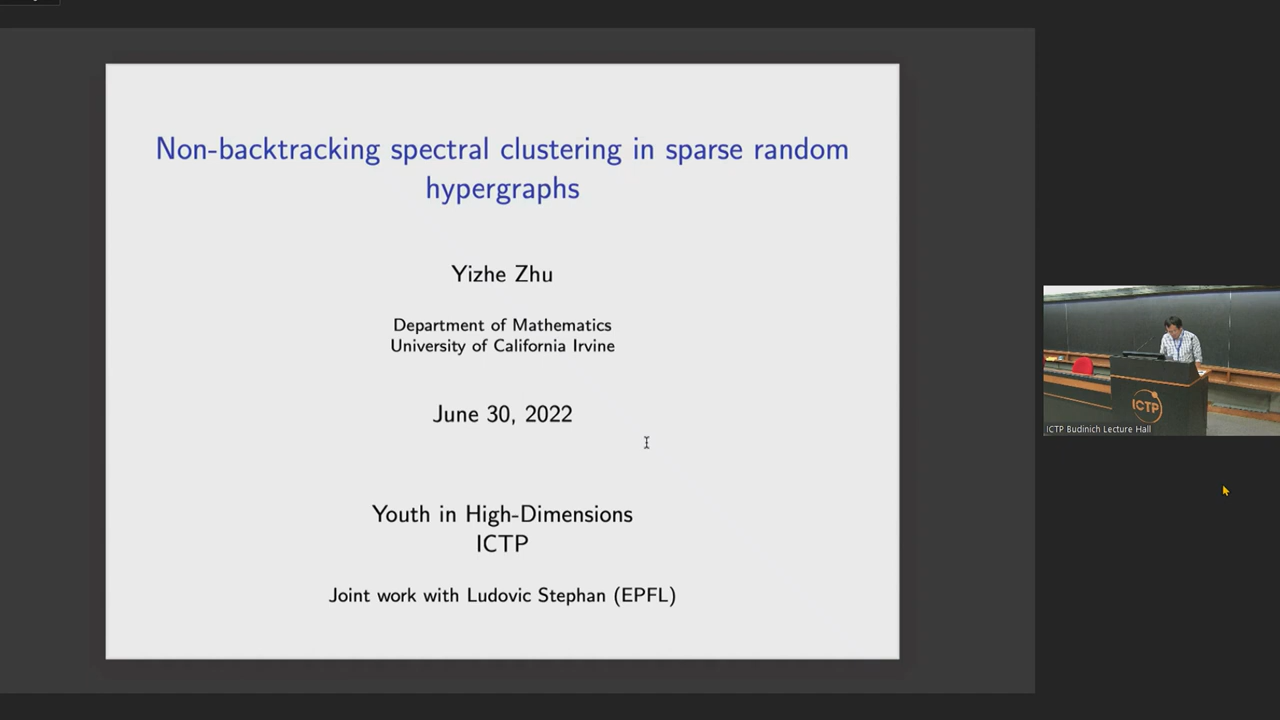 Non-backtracking spectral clustering in sparse random
hypergraphs
Yizhe Zhu
Department of Mathematics
University of California Irvine
June 30, 2022
Youth in High-Dimensions
ICTP
Joint work with Ludovic Stephan (EPFL)
ICTP
ICTP Budinich Lecture Hall